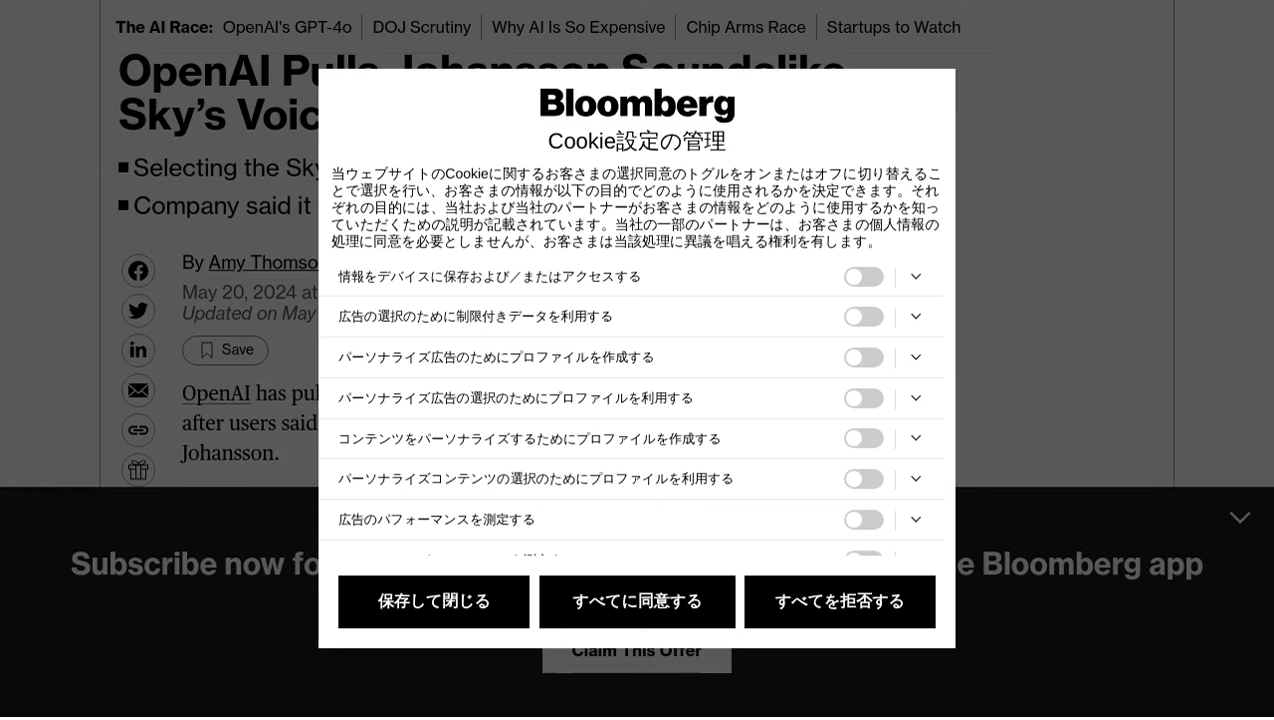 The AI Race: OpenAI's GPT-4o DOJ Scrutiny Why AI Is So Expensive Chip Arms Race Startups to Watch
OpenAI Pulls Johansson Soundalike
Sky's Voic
Selecting the Sky
Company said it
By Amy Thomso
May 20, 2024 at
Updated on May
Save
OpenAI has pul
after users said
Johansson.
Bloomberg
Cookie設定の管理
当ウェブサイトのCookieに関するお客さまの選択同意のトグルをオンまたはオフに切り替えるこ
とで選択を行い、お客さまの情報が以下の目的でどのように使用されるかを決定できます。それ
ぞれの目的には、当社および当社のパートナーがお客さまの情報をどのように使用するかを知っ
ていただくための説明が記載されています。当社の一部のパートナーは、お客さまの個人情報の
処理に同意を必要としませんが、お客さまは当該処理に異議を唱える権利を有します。
情報をデバイスに保存および／またはアクセスする
広告の選択のために制限付きデータを利用する
パーソナライズ広告のためにプロファイルを作成する
パーソナライズ広告の選択のためにプロファイルを利用する
コンテンツをパーソナライズするためにプロファイルを作成する
パーソナライズコンテンツの選択のためにプロファイルを利用する
広告のパフォーマンスを測定する
保存して閉じる すべてに同意する すべてを拒否する
Subscribe now fo e Bloomberg app
Claim This Offer